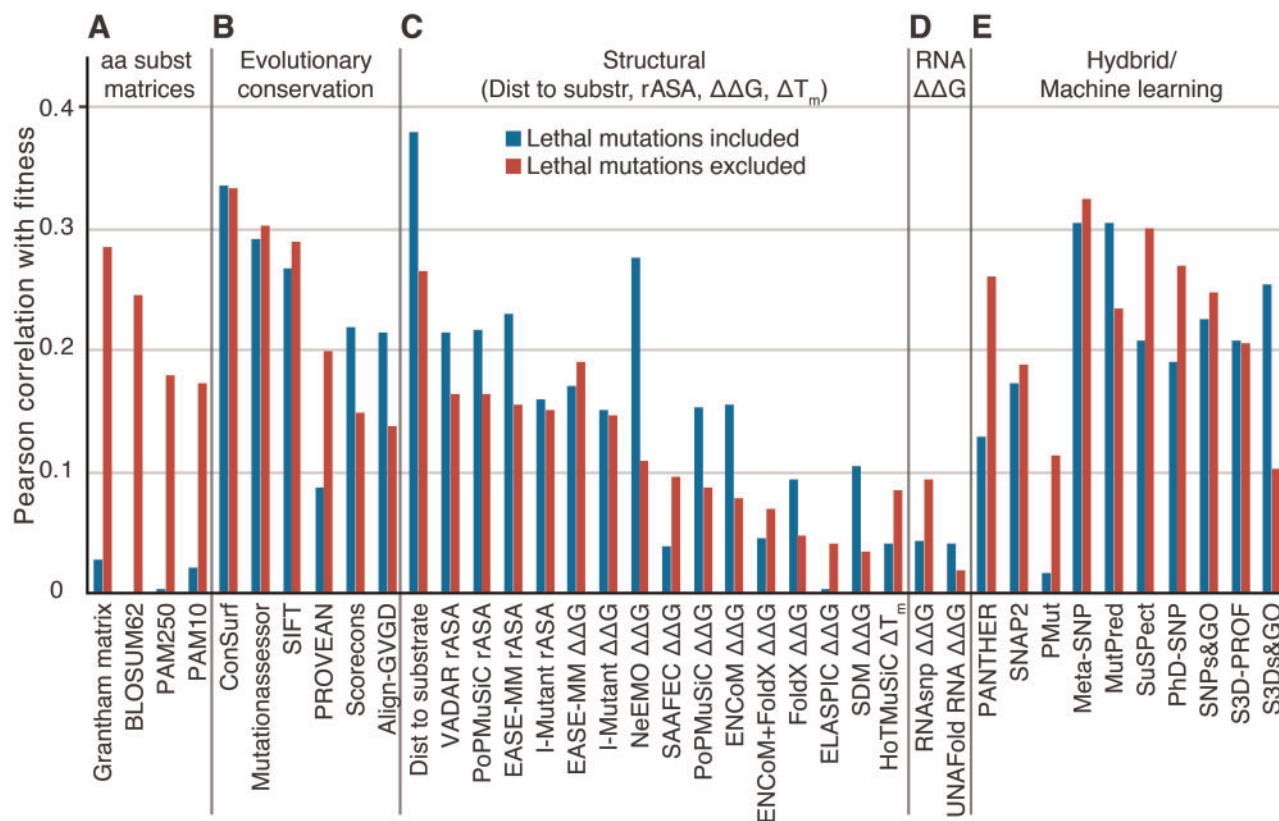 A
B
C
D
E
aa subst
matrices
Evolutionary
conservation
Structural
(Dist to substr, rASA, ΔΔG, ΔTm)
RNA
ΔΔG
Hydbrid/
Machine learning
Lethal mutations included
Lethal mutations excluded
Pearson correlation with fitness
0.4
0.3
0.2
0.1
0
Grantham matrix
BLOSUM62
PAM250
PAM10
ConSurf
Mutationassessor
SIFT
PROVEAN
Scorecons
Align-GVGD
Dist to substrate
VADAR rASA
PoPMuSiC rASA
EASE-MM rASA
I-Mutant rASA
EASE-MM ΔΔG
I-Mutant ΔΔG
NeEMO ΔΔG
SAAFEC ΔΔG
PoPMuSiC ΔΔG
ENCoM ΔΔG
ENCoM+FoldX ΔΔG
FoldX ΔΔG
ELASPIC ΔΔG
SDM ΔΔG
HoTMuSiC ΔTm
RNAsnp ΔΔG
UNAFold RNA ΔΔG
PANTHER
SNAP2
PMut
Meta-SNP
MutPred
SuSPect
PhD-SNP
SNPs&GO
S3D-PROF
S3Ds&GO